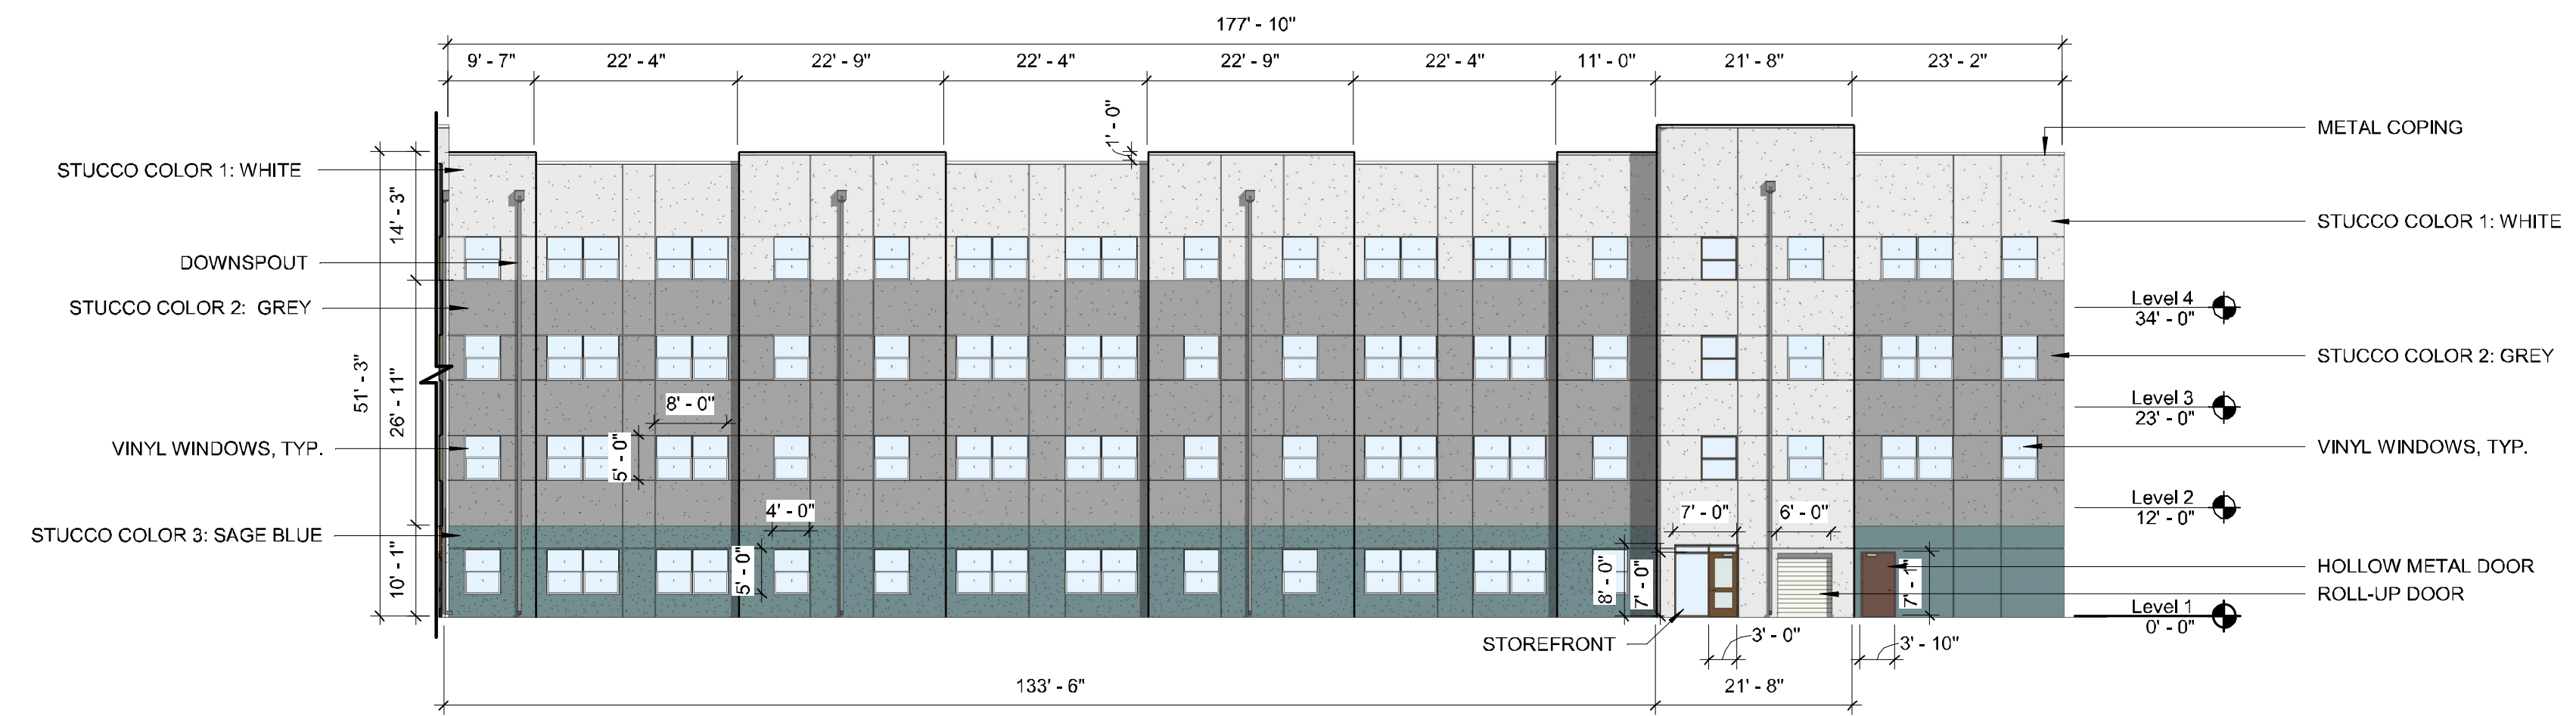 177' - 10"
9' - 7" 22' - 4" 22' - 9" 22' - 4" 22' - 9" 22' - 4" 11' - 0" 21' - 8" 23' - 2"
1' - 0"
METAL COPING
STUCCO COLOR 1: WHITE
14' - 3"
STUCCO COLOR 1: WHITE
DOWNSPOUT
STUCCO COLOR 2: GREY
Level 4
34' - 0"
STUCCO COLOR 2: GREY
51' - 3"
26' - 11"
8' - 0"
Level 3
23' - 0"
VINYL WINDOWS, TYP.
5' - 0"
VINYL WINDOWS, TYP.
4' - 0"
7' - 0"
6' - 0"
Level 2
12' - 0"
STUCCO COLOR 3: SAGE BLUE
10' - 1"
5' - 0"
8' - 0"
7' - 0"
7' - 1"
HOLLOW METAL DOOR
ROLL-UP DOOR
Level 1
0' - 0"
STOREFRONT
3' - 0"
3' - 10"
133' - 6"
21' - 8"